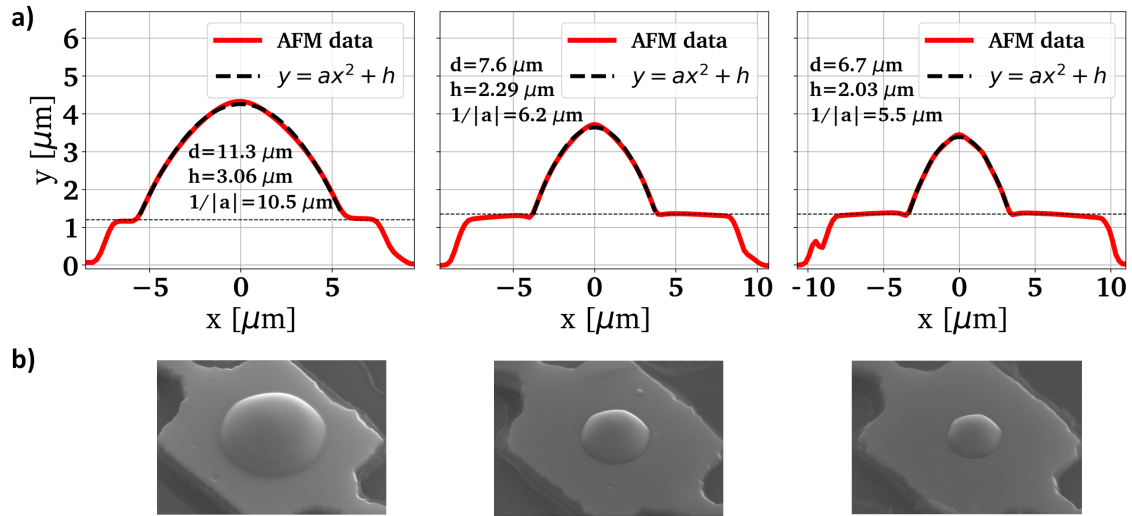 a)
6
5
4
3
2
1
0
y [μm]
AFM data
y = ax² + h
d=11.3 μm
h=3.06 μm
1/|a|=10.5 μm
−5
0
5
x [μm]
AFM data
y = ax² + h
d=7.6 μm
h=2.29 μm
1/|a|=6.2 μm
−5
0
5
10
x [μm]
AFM data
y = ax² + h
d=6.7 μm
h=2.03 μm
1/|a|=5.5 μm
-10
−5
0
5
10
x [μm]
b)